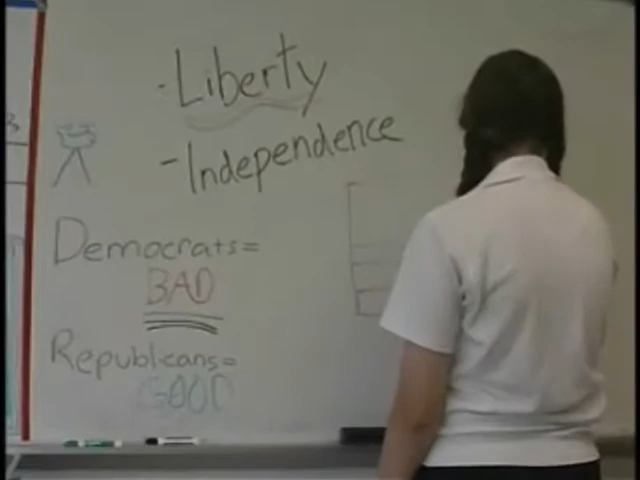 ·Liberty
-Independence
Democrats=
BAD
Republicans=
GOOD